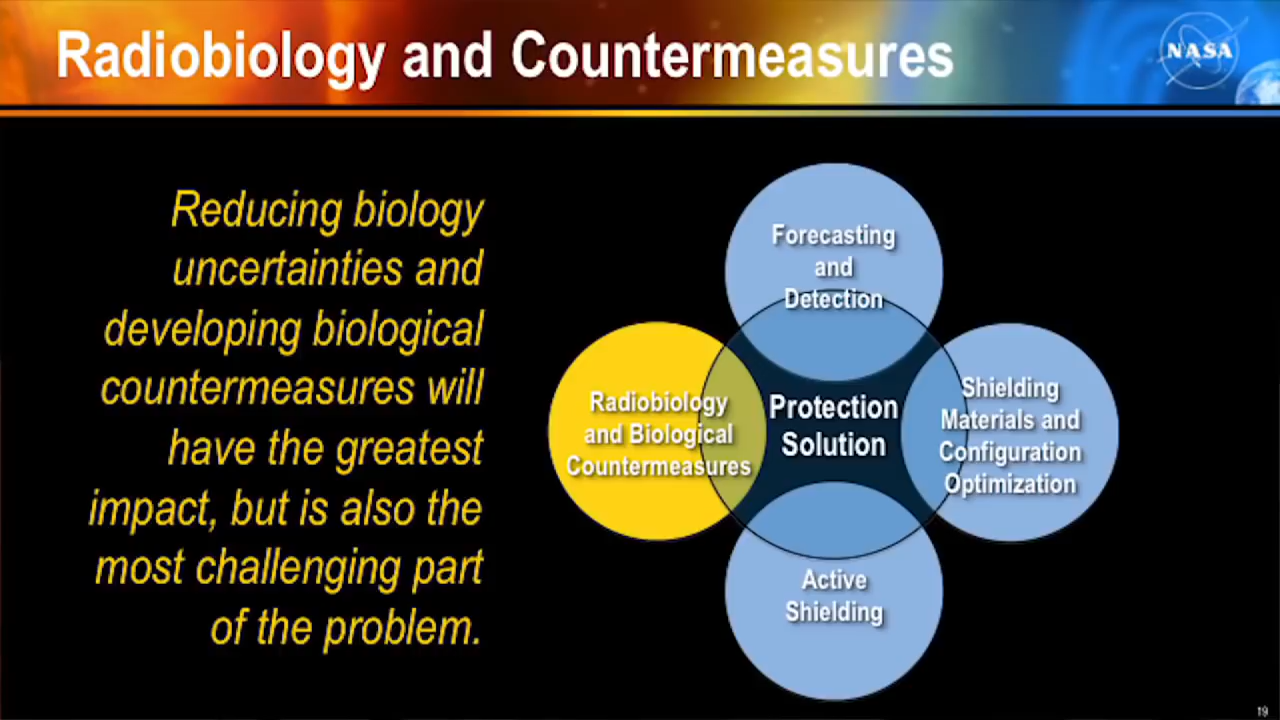 Radiobiology and Countermeasures
NASA
Reducing biology
uncertainties and
developing biological
countermeasures will
have the greatest
impact, but is also the
most challenging part
of the problem.
Forecasting
and
Detection
Radiobiology
and Biological
Countermeasures
Protection
Solution
Shielding
Materials and
Configuration
Optimization
Active
Shielding
19